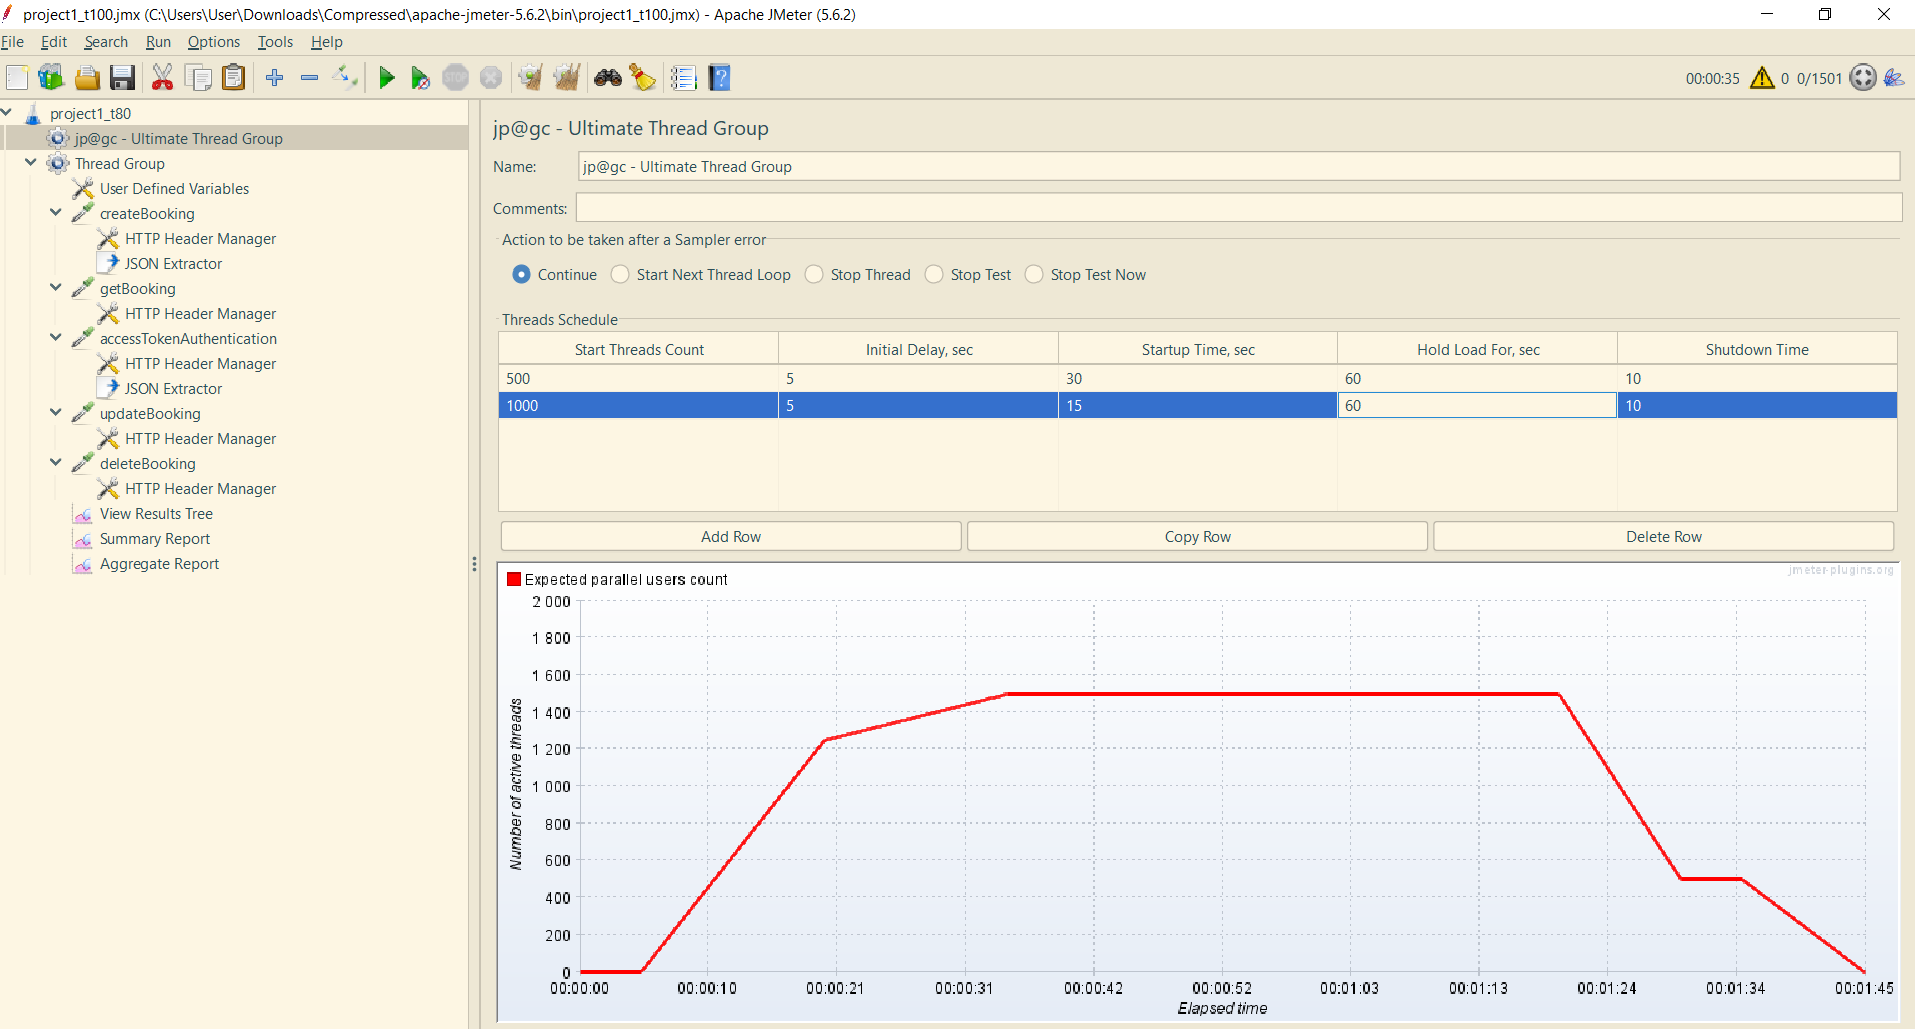 project1_t100.jmx (C:\Users\User\Downloads\Compressed\apache-jmeter-5.6.2\bin\project1_t100.jmx) - Apache JMeter (5.6.2)
File Edit Search Run Options Tools Help
STOP
00:00:35 0 0/1501
project1_t80
jp@gc - Ultimate Thread Group
Thread Group
User Defined Variables
createBooking
HTTP Header Manager
JSON Extractor
getBooking
HTTP Header Manager
accessTokenAuthentication
HTTP Header Manager
JSON Extractor
updateBooking
HTTP Header Manager
deleteBooking
HTTP Header Manager
View Results Tree
Summary Report
Aggregate Report
jp@gc - Ultimate Thread Group
Name: jp@gc - Ultimate Thread Group
Comments:
Action to be taken after a Sampler error
Continue Start Next Thread Loop Stop Thread Stop Test Stop Test Now
Threads Schedule
Start Threads Count Initial Delay, sec Startup Time, sec Hold Load For, sec Shutdown Time
500 5 30 60 10
1000 5 15 60 10
Add Row Copy Row Delete Row
jmeter-plugins.org
Expected parallel users count
2 000
1 800
1 600
1 400
1 200
1 000
800
600
400
200
0
Number of active threads
00:00:00 00:00:10 00:00:21 00:00:31 00:00:42 00:00:52 00:01:03 00:01:13 00:01:24 00:01:34 00:01:45
Elapsed time